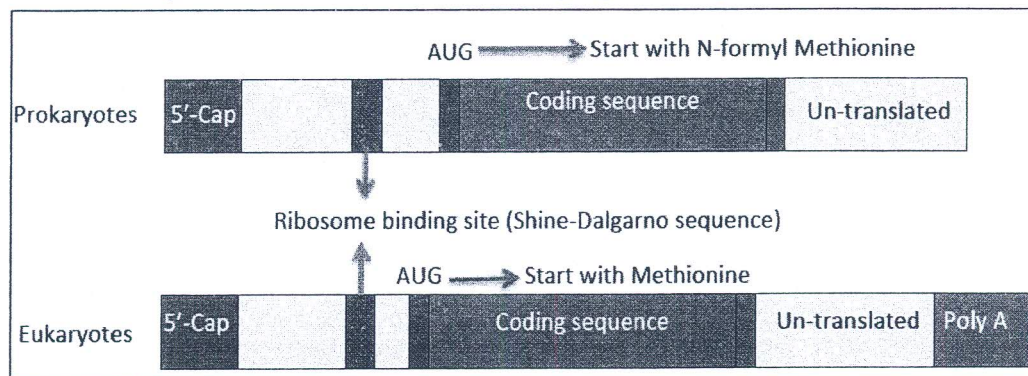 AUG Start with N-formyl Methionine
Prokaryotes 5'-Cap Coding sequence Un-translated
Ribosome binding site (Shine-Dalgarno sequence)
AUG Start with Methionine
Eukaryotes 5'-Cap Coding sequence Un-translated Poly A